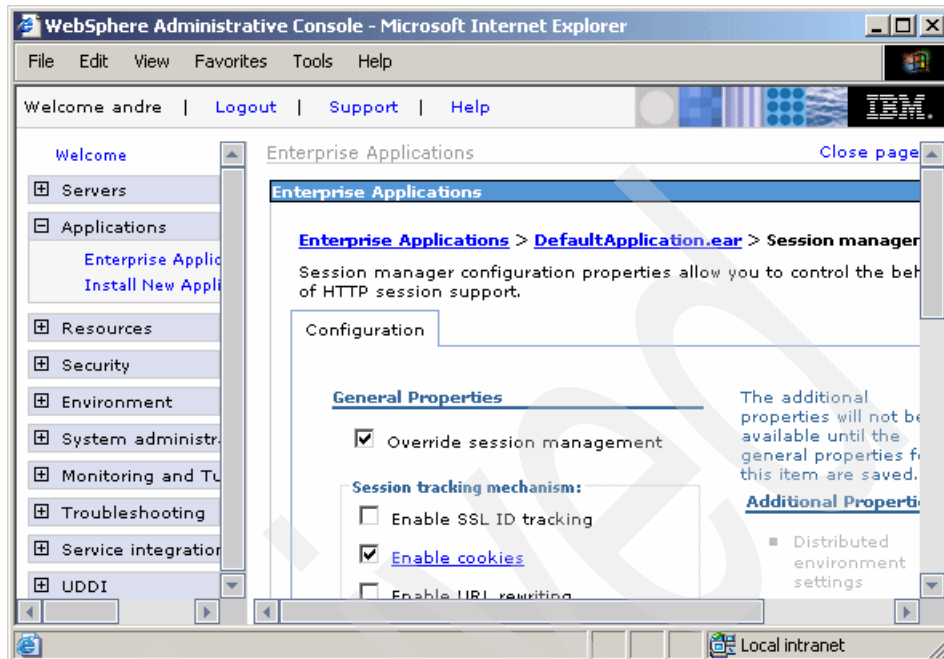 WebSphere Administrative Console - Microsoft Internet Explorer
File Edit View Favorites Tools Help
Welcome andre | Logout | Support | Help
IBM.
Welcome
Servers
Applications
Enterprise Applic
Install New Appli
Resources
Security
Environment
System administr
Monitoring and Tu
Troubleshooting
Service integration
UDDI
Enterprise Applications
Close page
Enterprise Applications
Enterprise Applications > DefaultApplication.ear > Session manager
Session manager configuration properties allow you to control the beh
of HTTP session support.
Configuration
General Properties
Override session management
Session tracking mechanism:
Enable SSL ID tracking
Enable cookies
Enable URL rewriting
The additional
properties will not be
available until the
general properties f
this item are saved.
Additional Properti
Distributed
environment
settings
Local intranet